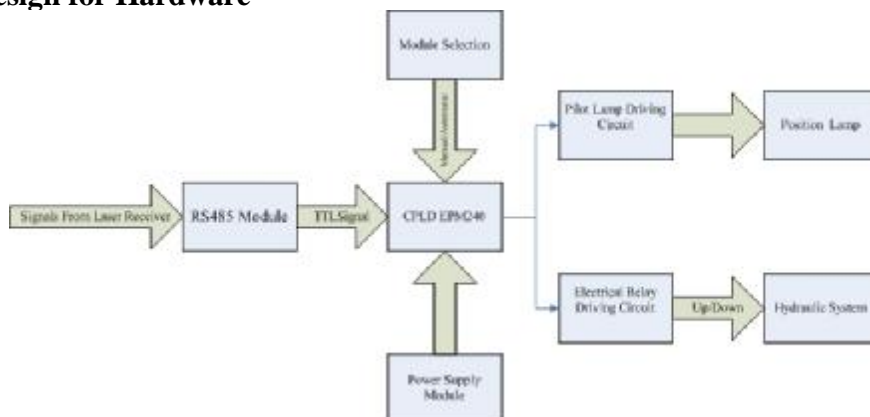 esign for Hardware
Module Selection
Manual/Automatic
Pilot Lamp Driving
Circuit
Position Lamp
Signals From Laser Receiver
RS485 Module
TTLSignal
CPLD EPM240
Electrical Relay
Driving Circuit
Up/Down
Hydraulic System
Power Supply
Module